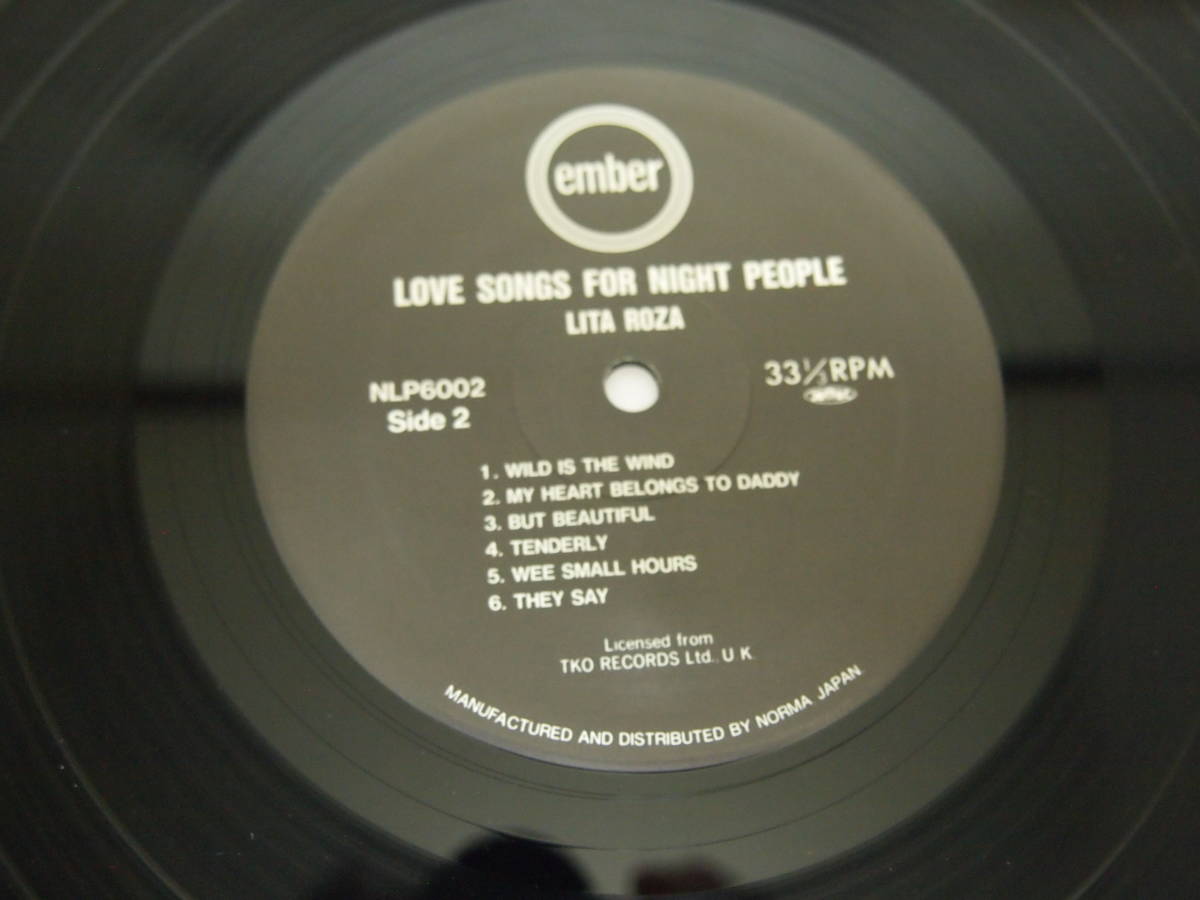 ember
LOVE SONGS FOR NIGHT PEOPLE
LITA ROZA
NLP6002
Side 2
33⅓RPM
1. WILD IS THE WIND
2. MY HEART BELONGS TO DADDY
3. BUT BEAUTIFUL
4. TENDERLY
5. WEE SMALL HOURS
6. THEY SAY
Licensed from
TKO RECORDS Ltd. U K
MANUFACTURED AND DISTRIBUTED BY NORMA JAPAN